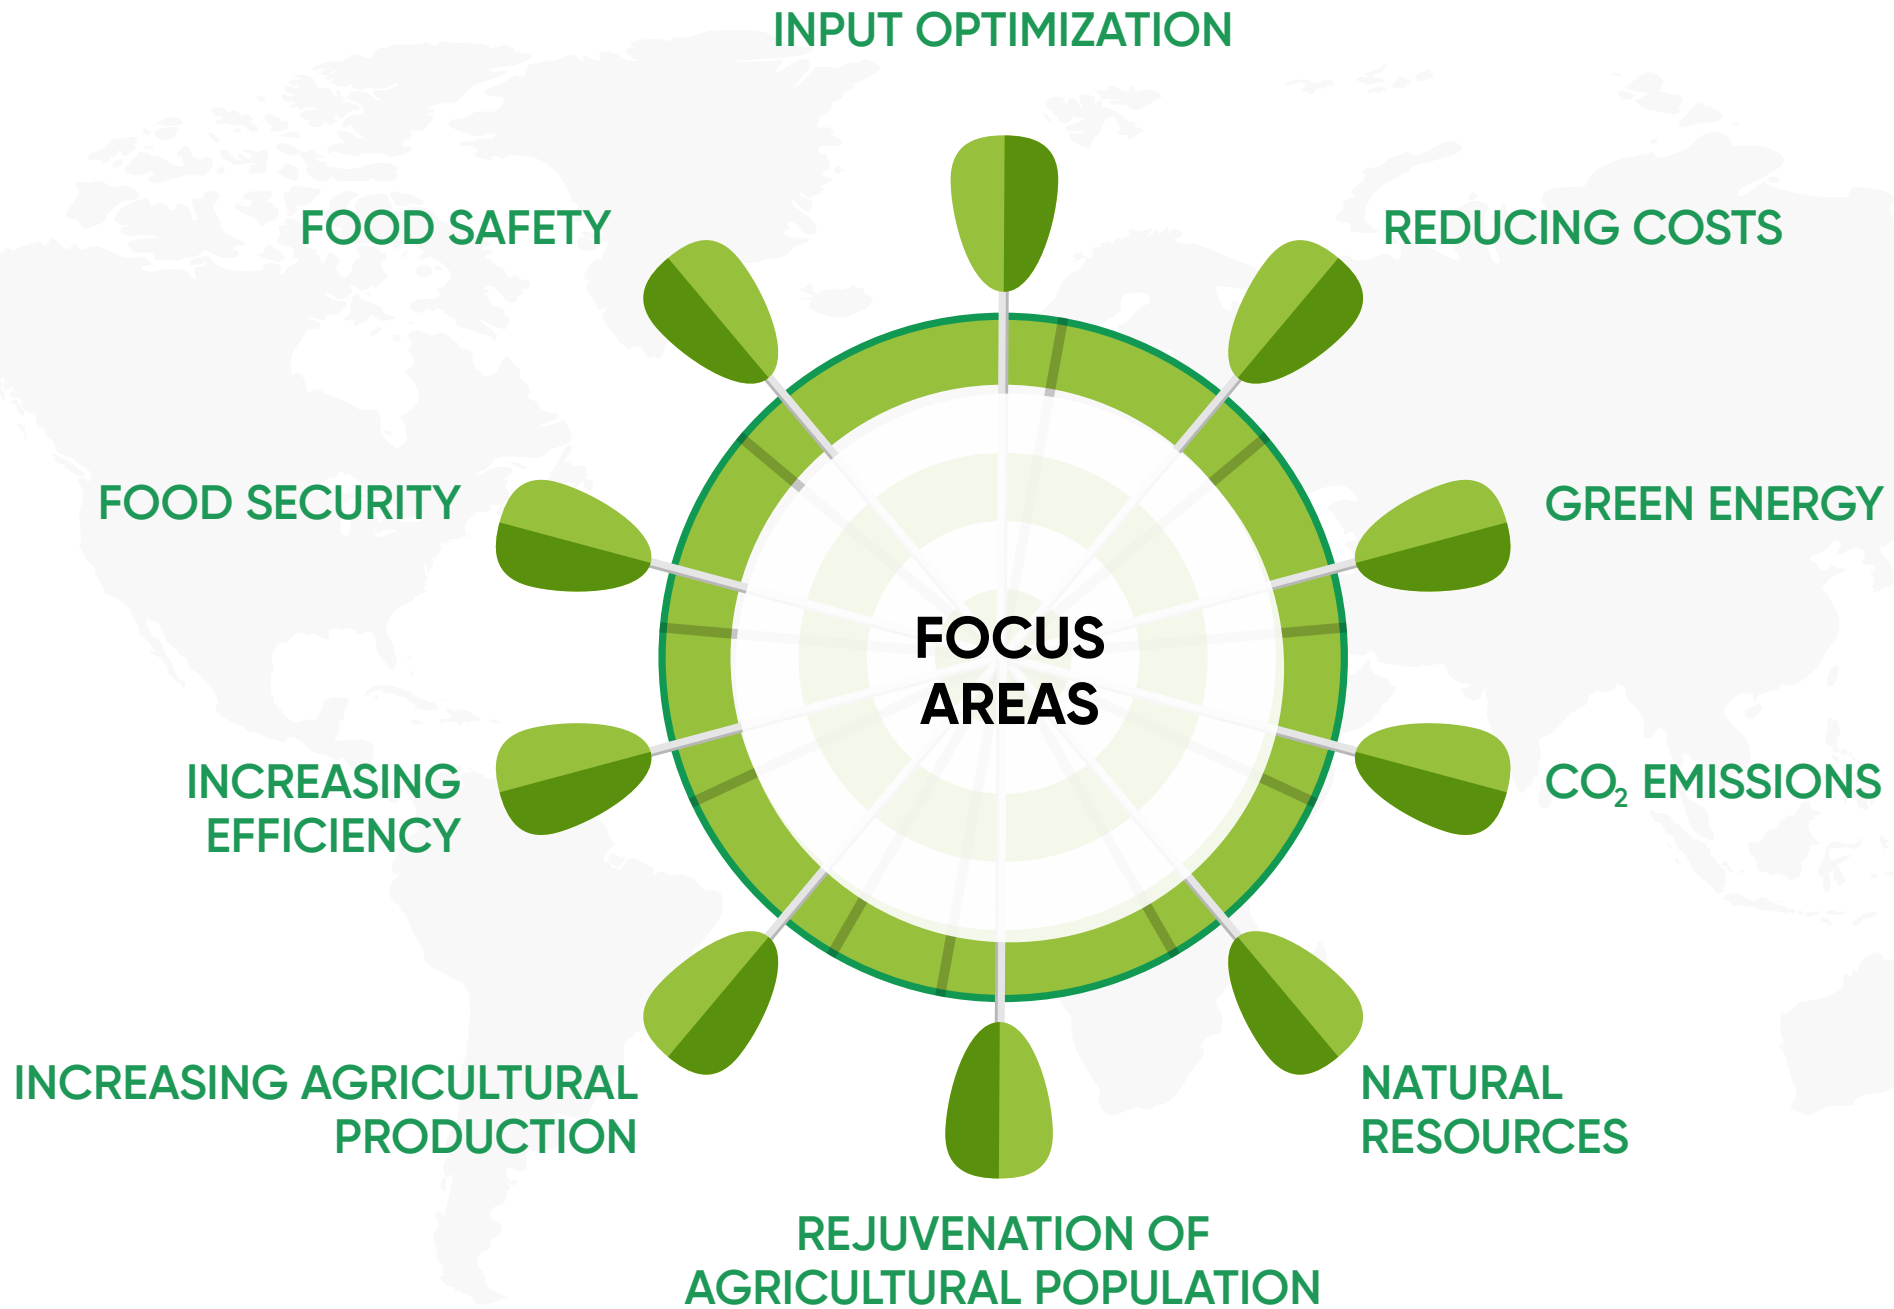 INPUT OPTIMIZATION
FOOD SAFETY
REDUCING COSTS
FOOD SECURITY
GREEN ENERGY
FOCUS
AREAS
INCREASING
EFFICIENCY
CO₂ EMISSIONS
INCREASING AGRICULTURAL
PRODUCTION
NATURAL
RESOURCES
REJUVENATION OF
AGRICULTURAL POPULATION